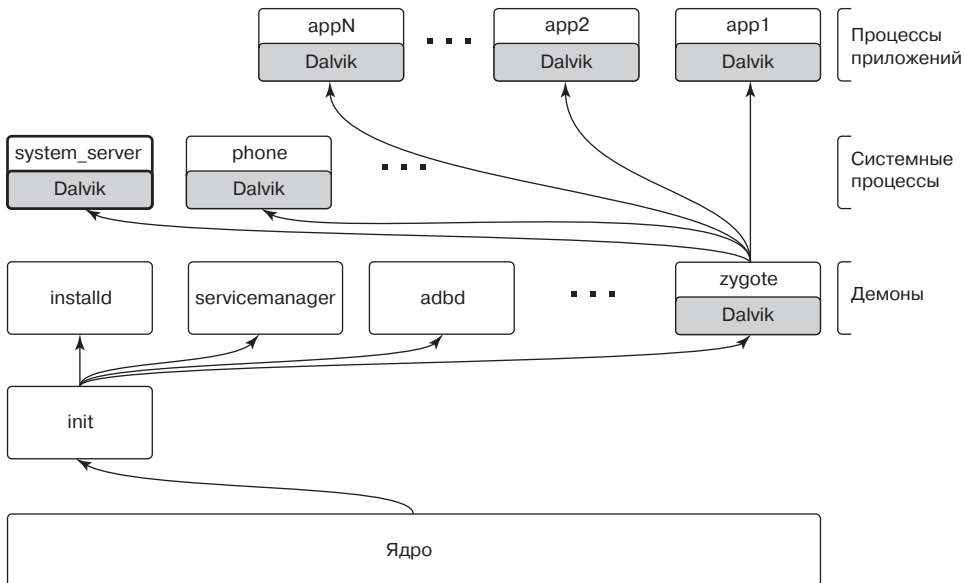 appN
Dalvik
app2
Dalvik
app1
Dalvik
Процессы
приложений
system_server
Dalvik
phone
Dalvik
Системные
процессы
installd
servicemanager
adbd
zygote
Dalvik
Демоны
init
Ядро